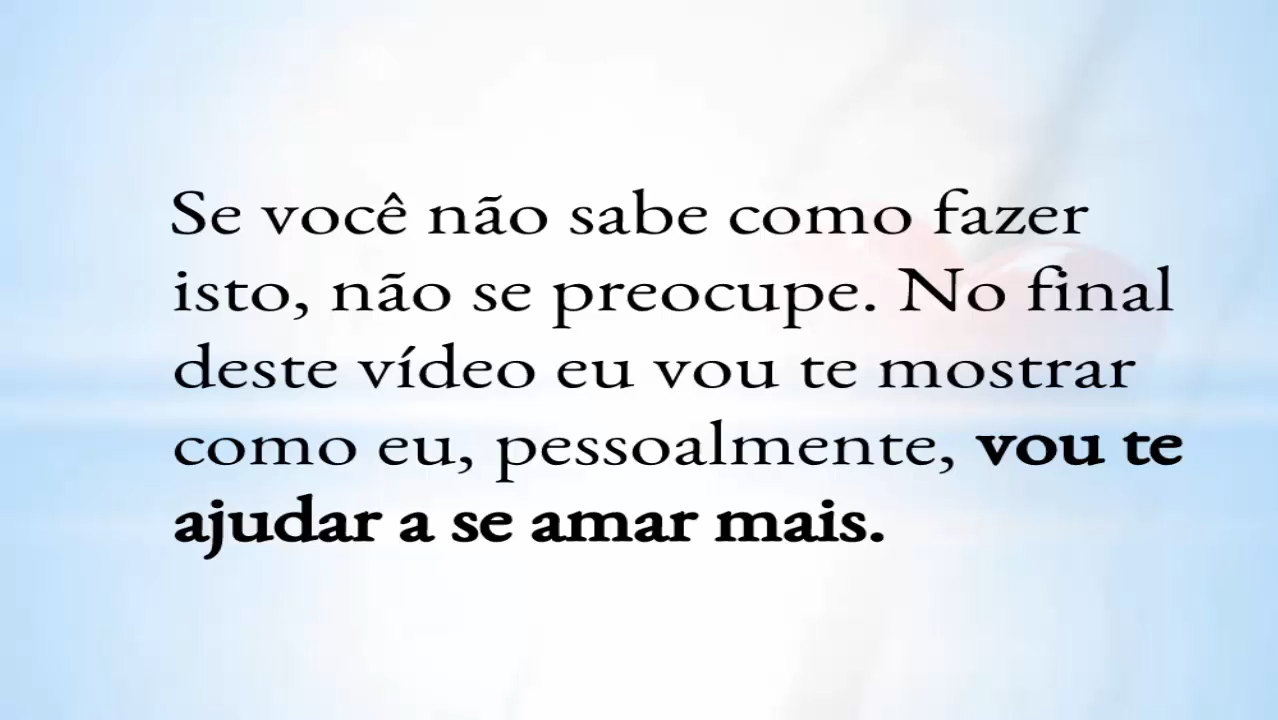 Se você não sabe como fazer
isto, não se preocupe. No final
deste vídeo eu vou te mostrar
como eu, pessoalmente, vou te
ajudar a se amar mais.